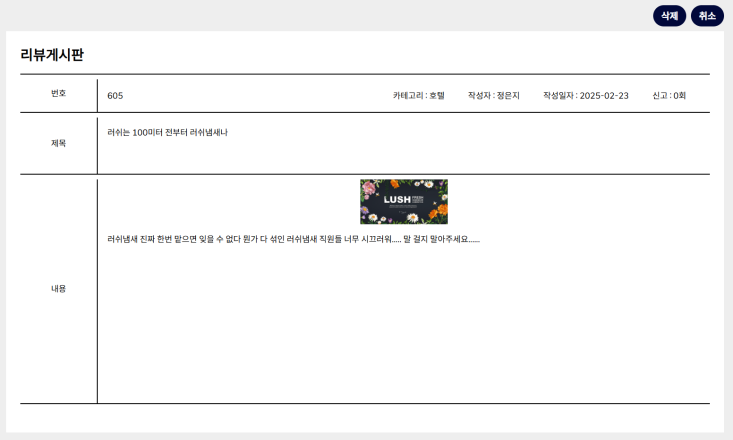 삭제 취소
리뷰게시판
번호 605 카테고리 : 호텔 작성자 : 정은지 작성일자 : 2025-02-23 신고 : 0회
제목 러쉬는 100미터 전부터 러쉬냄새나
LUSH
러쉬냄새 진짜 한번 맡으면 잊을 수 없다 뭔가 다 섞인 러쉬냄새 직원들 너무 시끄러워..... 말 걸지 말아주세요......
내용